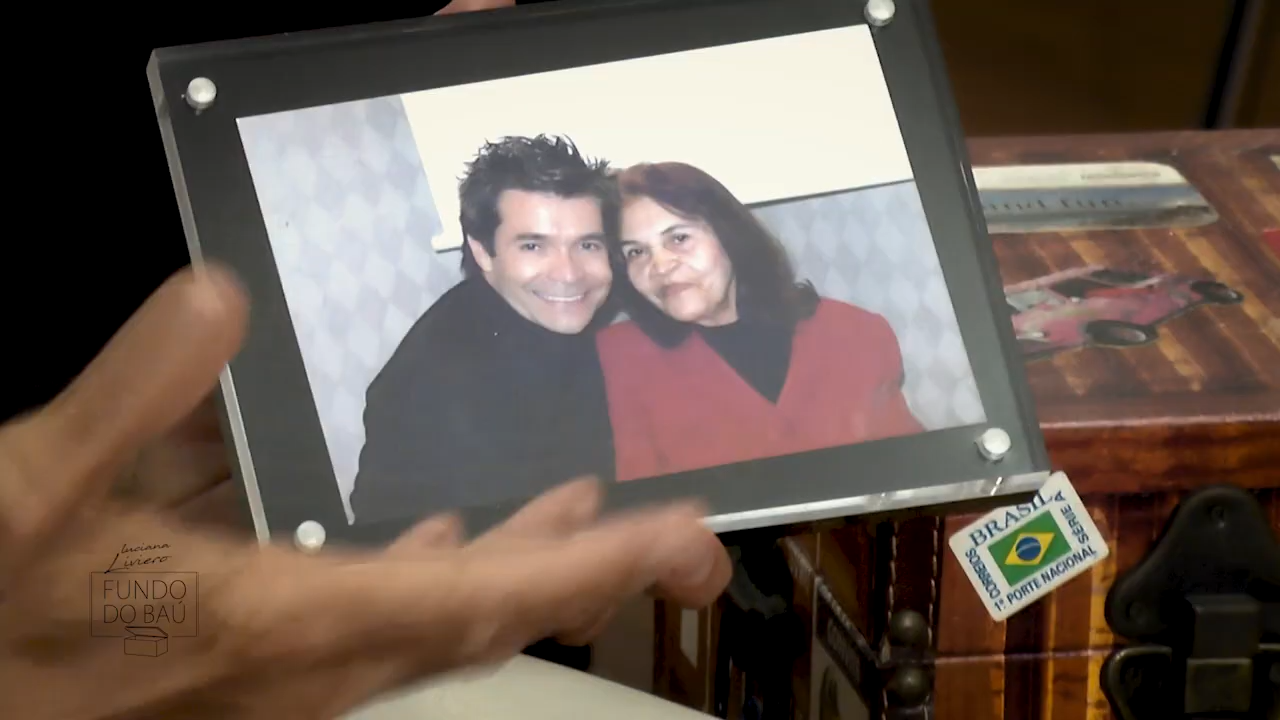 BRASIL
CORREIOS
SÉRIE A
1º PORTE NACIONAL
luciana
Liviero
FUNDO
DO BAÚ